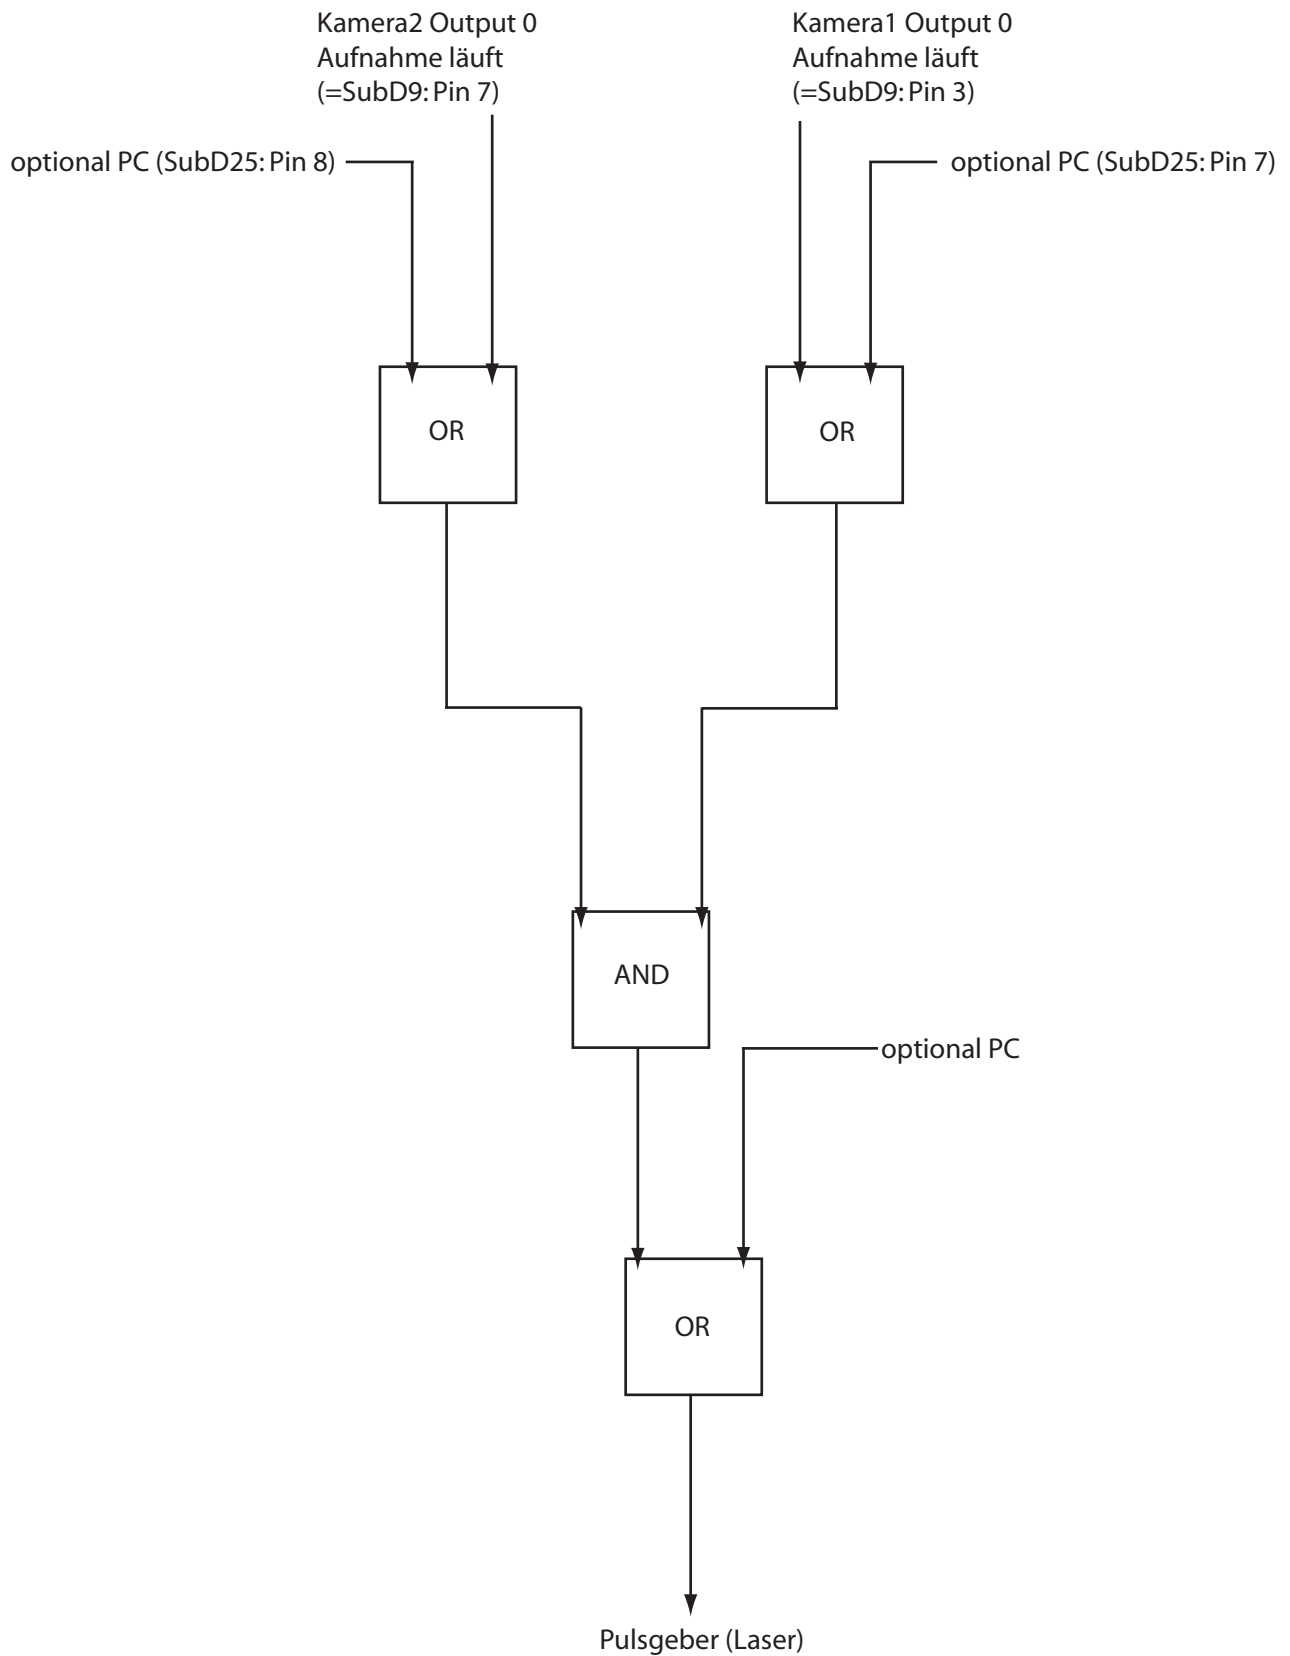 Kamera2 Output 0
Aufnahme läuft
(=SubD9: Pin 7)
Kamera1 Output 0
Aufnahme läuft
(=SubD9: Pin 3)
optional PC (SubD25: Pin 8)
optional PC (SubD25: Pin 7)
OR
OR
AND
optional PC
OR
Pulsgeber (Laser)